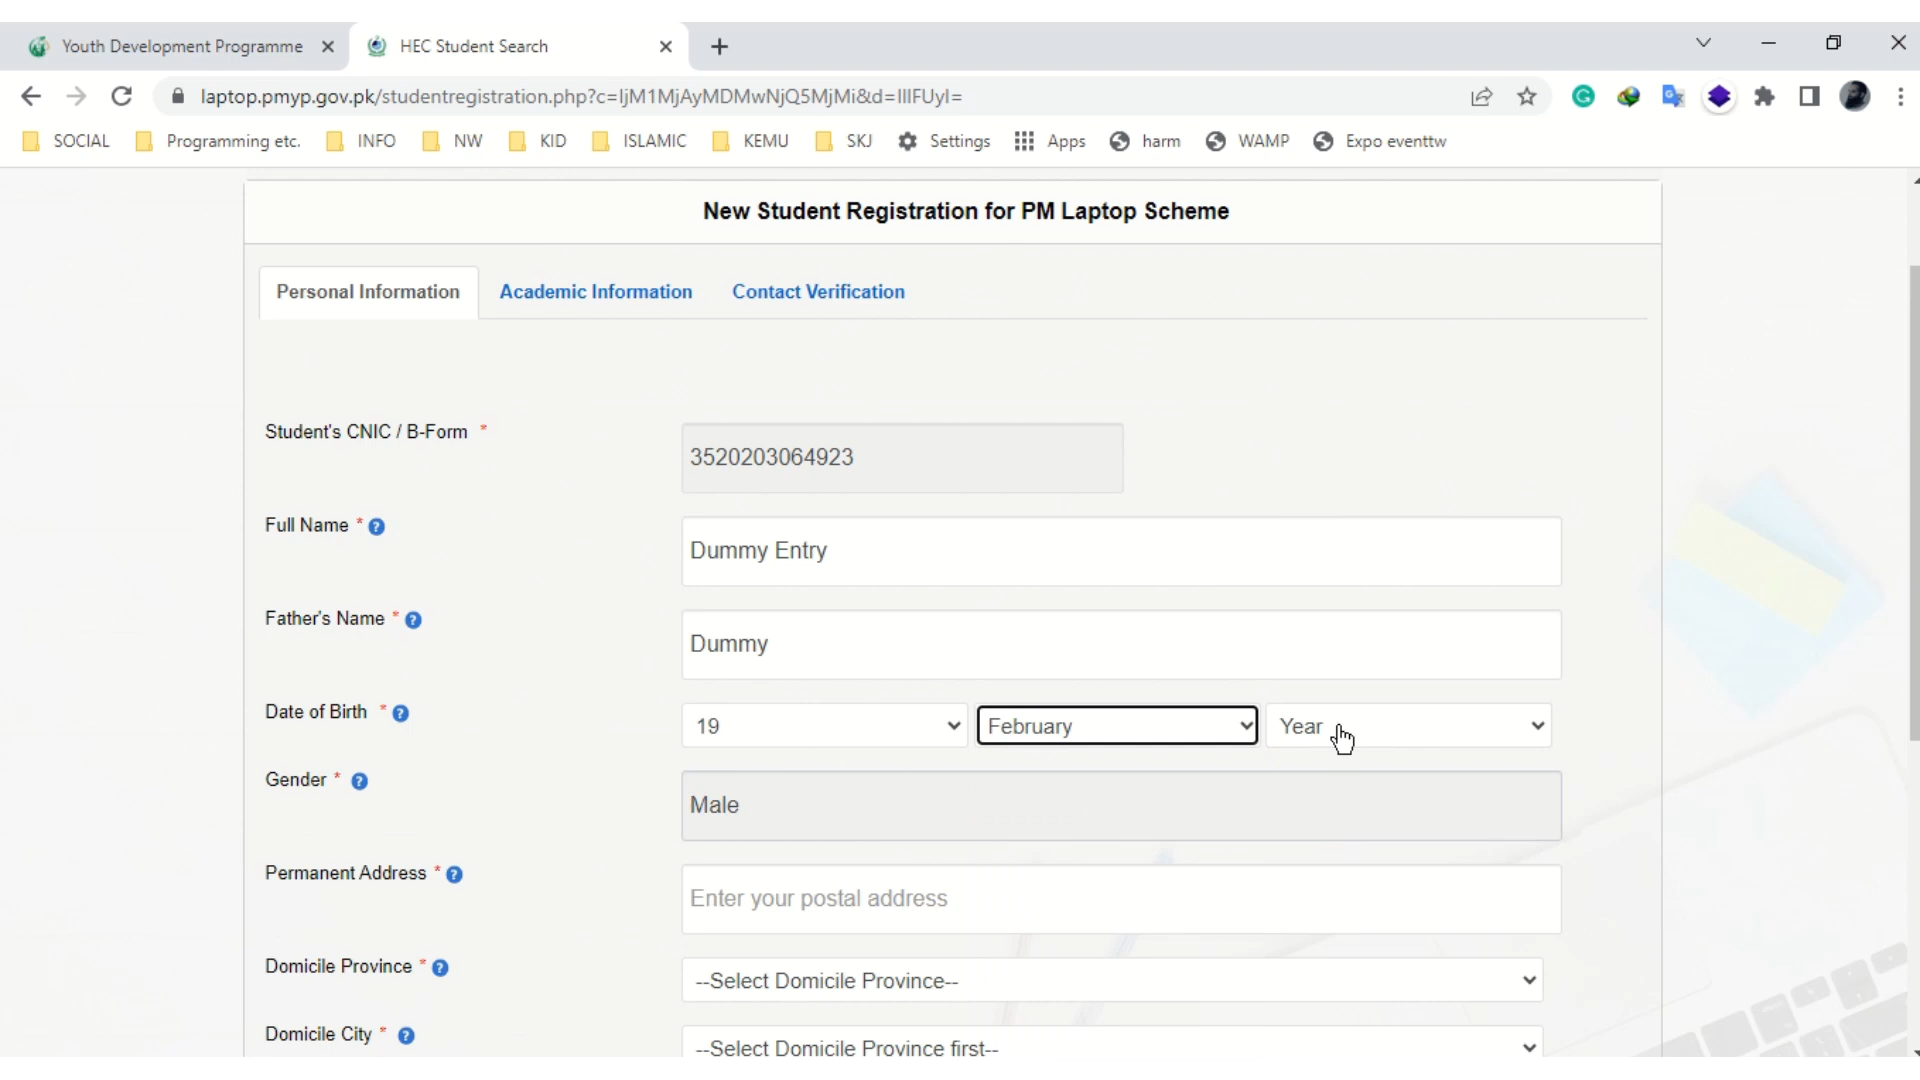 Youth Development Programme
HEC Student Search
laptop.pmyp.gov.pk/studentregistration.php?c=IjM1MjAyMDMwNjQ5MjMi&d=IlIFUyI=
SOCIAL Programming etc. INFO NW KID ISLAMIC KEMU SKJ Settings Apps harm WAMP Expo eventtw
New Student Registration for PM Laptop Scheme
Personal Information Academic Information Contact Verification
Student's CNIC / B-Form * 3520203064923
Full Name * ? Dummy Entry
Father's Name * ? Dummy
Date of Birth * ? 19 February Year
Gender * ? Male
Permanent Address * ? Enter your postal address
Domicile Province * ? --Select Domicile Province--
Domicile City * ? --Select Domicile Province first--